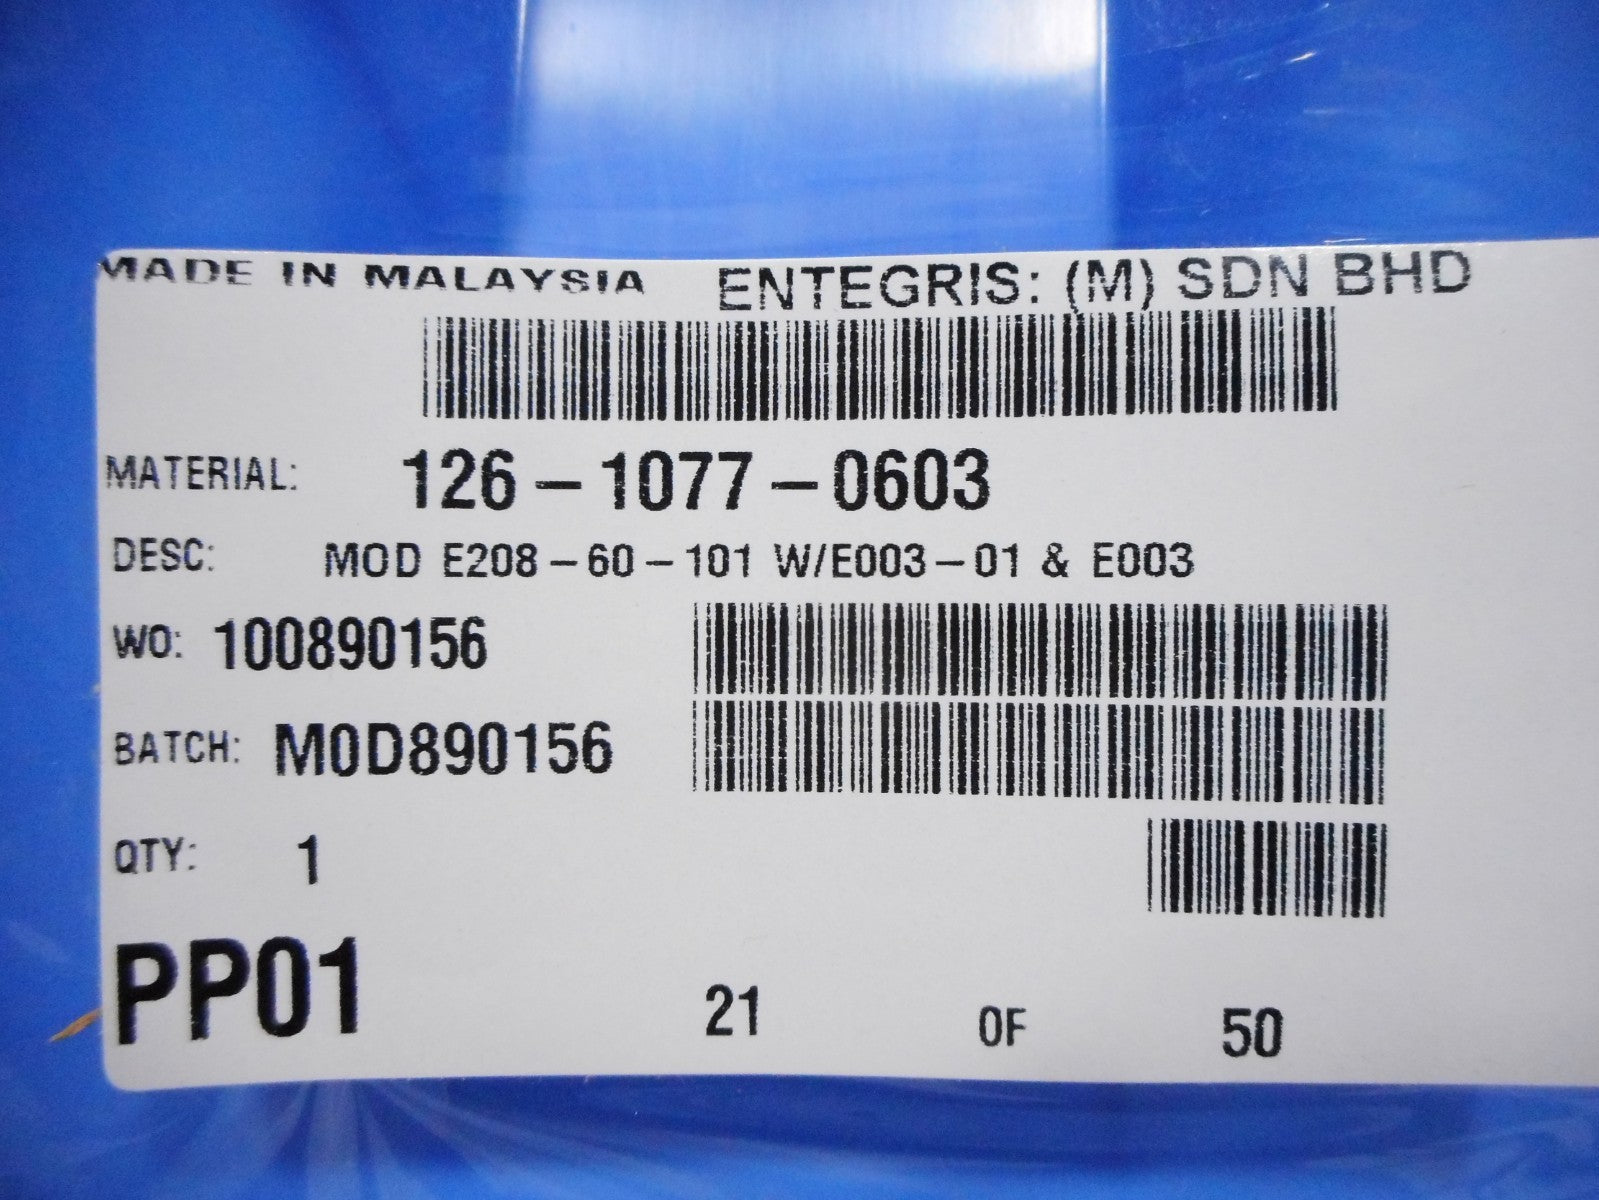 MADE IN MALAYSIA ENTEGRIS: (M) SDN BHD
MATERIAL: 126-1077-0603
DESC: MOD E208-60-101 W/E003-01 & E003
WO: 100890156
BATCH: M0D890156
QTY: 1
PP01 21 OF 50